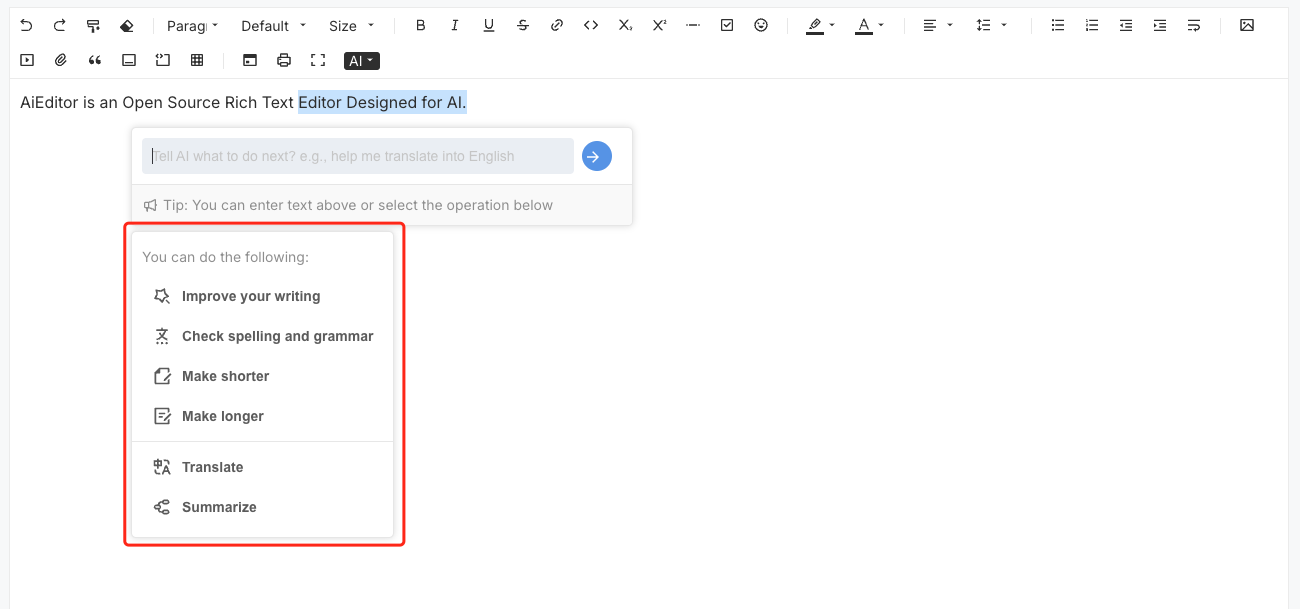 Parag Default Size B I U S <> X₂ X² A
AI
AiEditor is an Open Source Rich Text Editor Designed for AI.
Tell AI what to do next? e.g., help me translate into English
Tip: You can enter text above or select the operation below
You can do the following:
Improve your writing
Check spelling and grammar
Make shorter
Make longer
Translate
Summarize